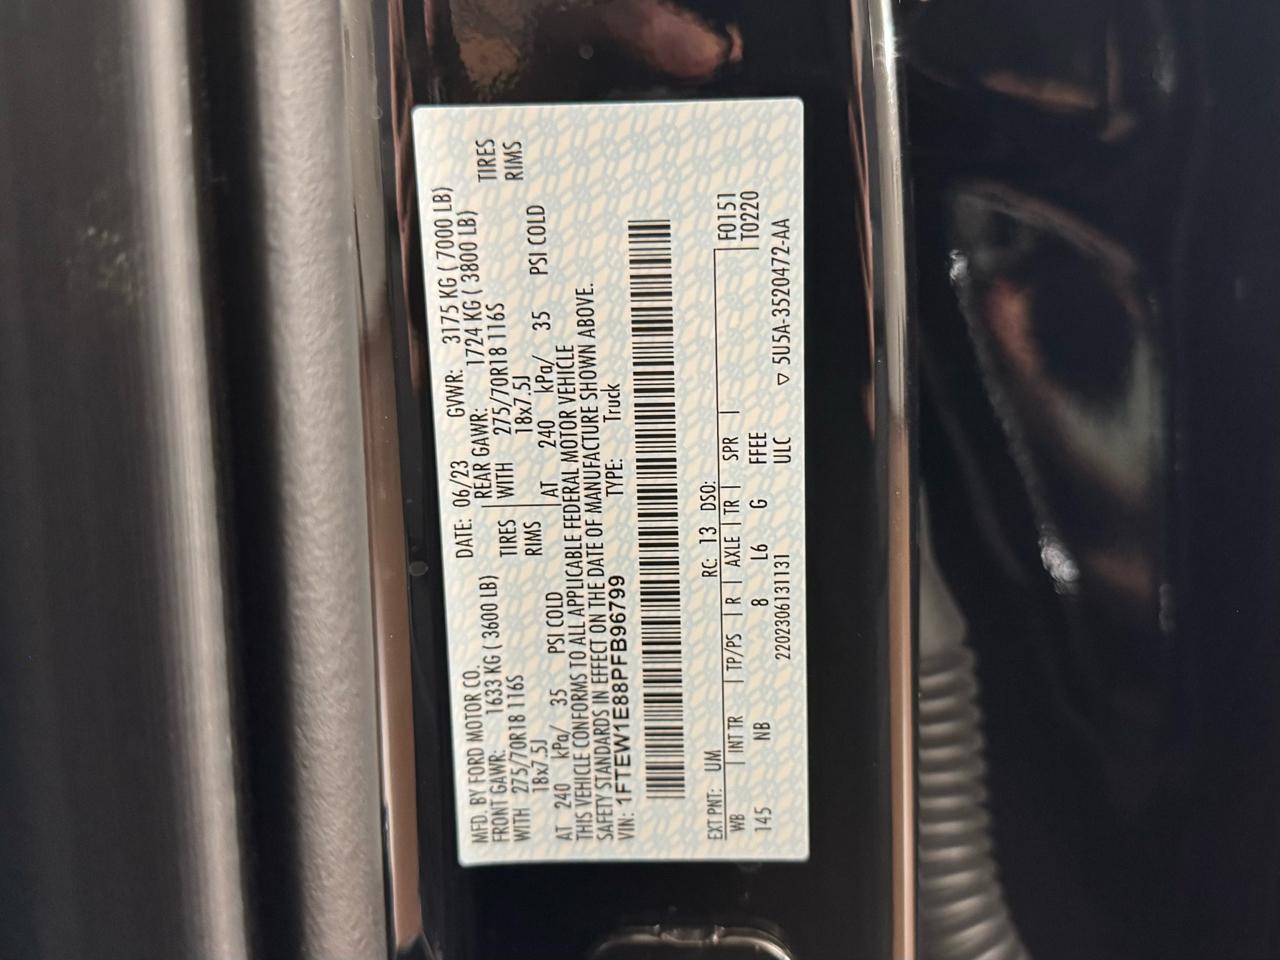 MFD. BY FORD MOTOR CO. DATE: 06/23 GVWR: 3175 KG ( 7000 LB)
FRONT GAWR: 1633 KG ( 3600 LB) REAR GAWR: 1724 KG ( 3800 LB)
WITH 275/70R18 116S TIRES WITH 275/70R18 116S TIRES
18x7.5J RIMS 18x7.5J RIMS
AT 240 kPa/ 35 PSI COLD AT 240 kPa/ 35 PSI COLD
THIS VEHICLE CONFORMS TO ALL APPLICABLE FEDERAL MOTOR VEHICLE
SAFETY STANDARDS IN EFFECT ON THE DATE OF MANUFACTURE SHOWN ABOVE.
VIN: 1FTEW1E88PFB96799 TYPE: Truck
EXT PNT: UM RC: 13 DSO: F0151
WB | INT TR | TP/PS | R | AXLE | TR | SPR | T0220
145 NB 8 L6 G FFEE
2202306131131 ULC ▽ 5U5A-3520472-AA